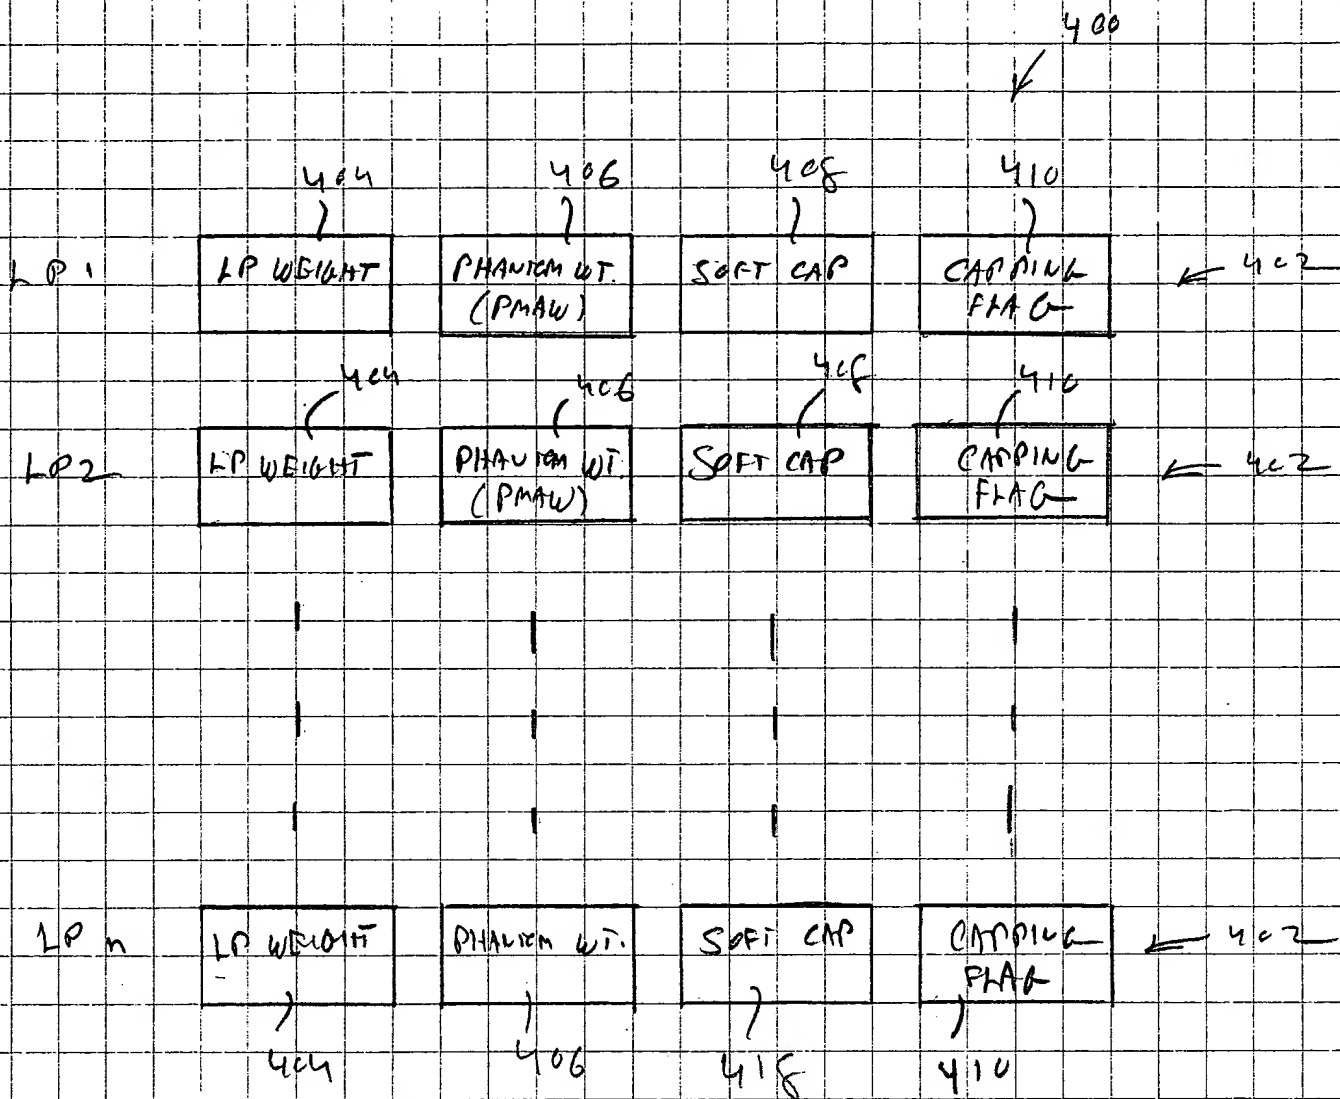 400
404 406 408 410
LP1 LP WEIGHT PHANTOM WT. SOFT CAP CAPPING 402
(PMAW) FLAG
404 406 408 410
LP2 LP WEIGHT PHANTOM WT. SOFT CAP CAPPING 402
(PMAW) FLAG
LP n LP WEIGHT PHANTOM WT. SOFT CAP CAPPING 402
FLAG
404 406 418 410